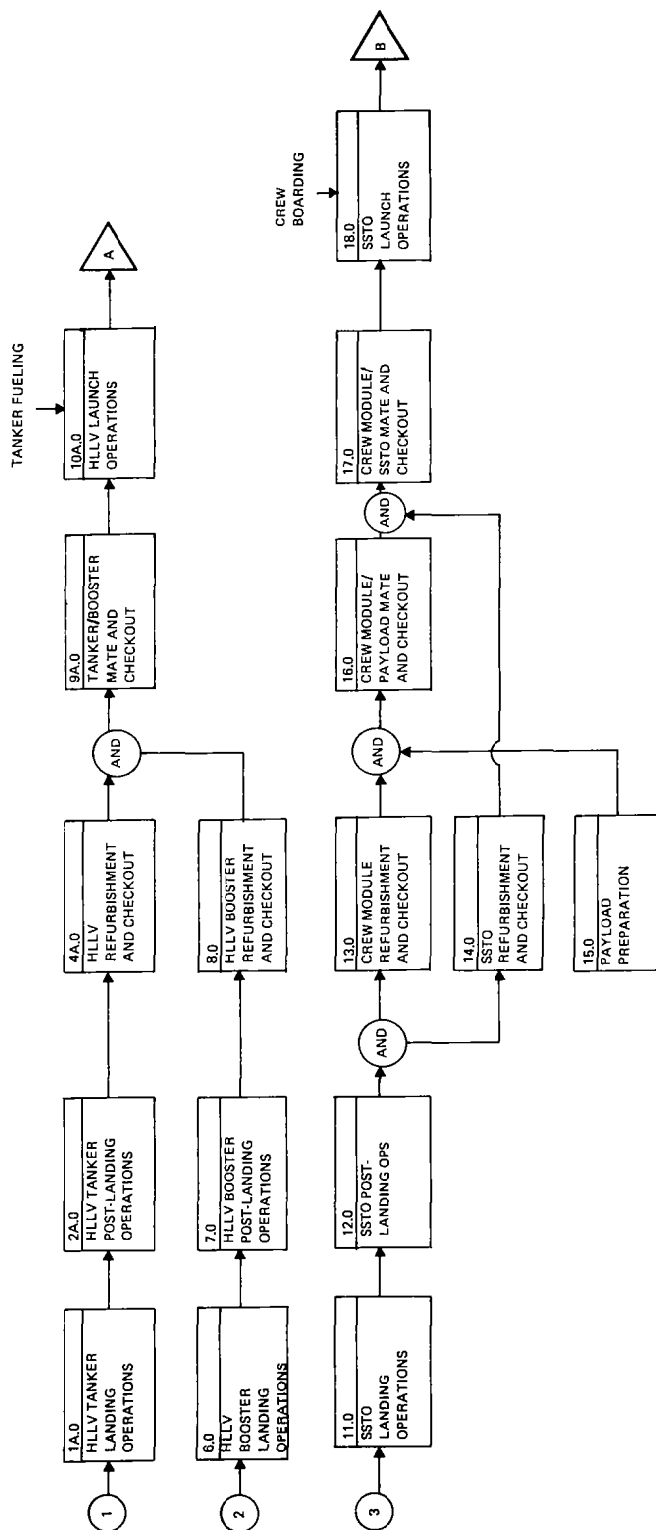 TANKER FUELING
1
1A.0
HLLV TANKER
LANDING
OPERATIONS
2A.0
HLLV TANKER
POST-LANDING
OPERATIONS
4A.0
HLLV
REFURBISHMENT
AND CHECKOUT
AND
9A.0
TANKER/BOOSTER
MATE AND
CHECKOUT
10A.0
HLLV LAUNCH
OPERATIONS
A
2
6.0
HLLV
BOOSTER
LANDING
OPERATIONS
7.0
HLLV BOOSTER
POST-LANDING
OPERATIONS
8.0
HLLV BOOSTER
REFURBISHMENT
AND CHECKOUT
CREW
BOARDING
3
11.0
SSTO
LANDING
OPERATIONS
12.0
SSTO POST-
LANDING OPS
AND
13.0
CREW MODULE
REFURBISHMENT
AND CHECKOUT
AND
16.0
CREW MODULE/
PAYLOAD MATE
AND CHECKOUT
AND
17.0
CREW MODULE/
SSTO MATE AND
CHECKOUT
18.0
SSTO
LAUNCH
OPERATIONS
B
14.0
SSTO
REFURBISHMENT
AND CHECKOUT
15.0
PAYLOAD
PREPARATION